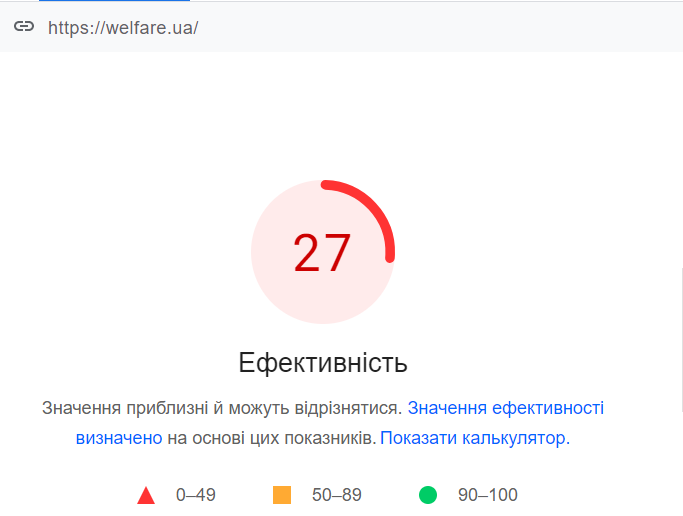 https://welfare.ua/
27
Ефективність
Значення приблизні й можуть відрізнятися. Значення ефективності
визначено на основі цих показників. Показати калькулятор.
0–49 50–89 90–100